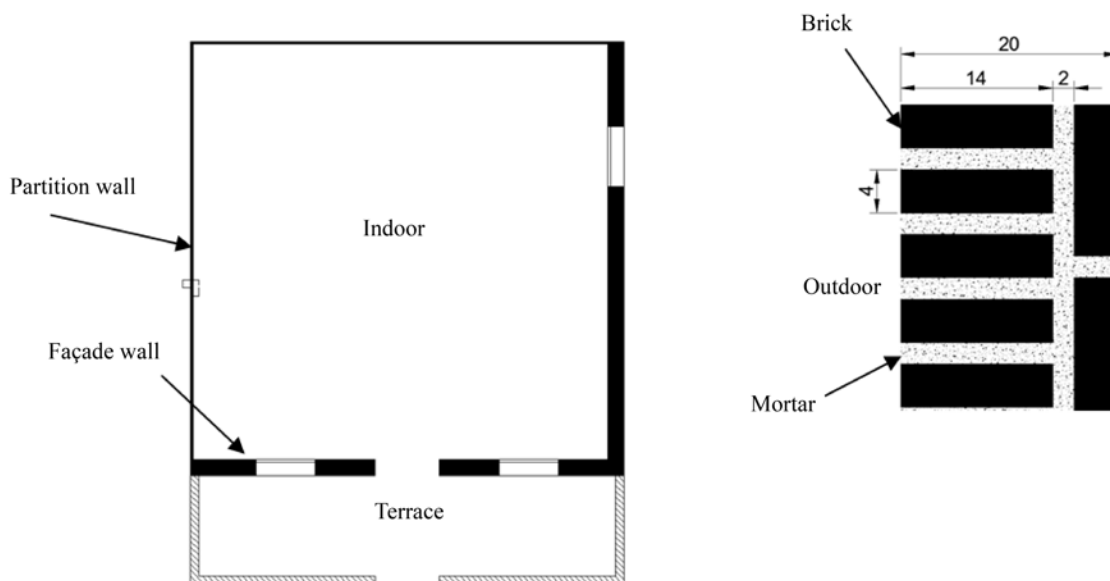 Partition wall
Indoor
Façade wall
Terrace
Brick
20
14
2
4
Outdoor
Mortar